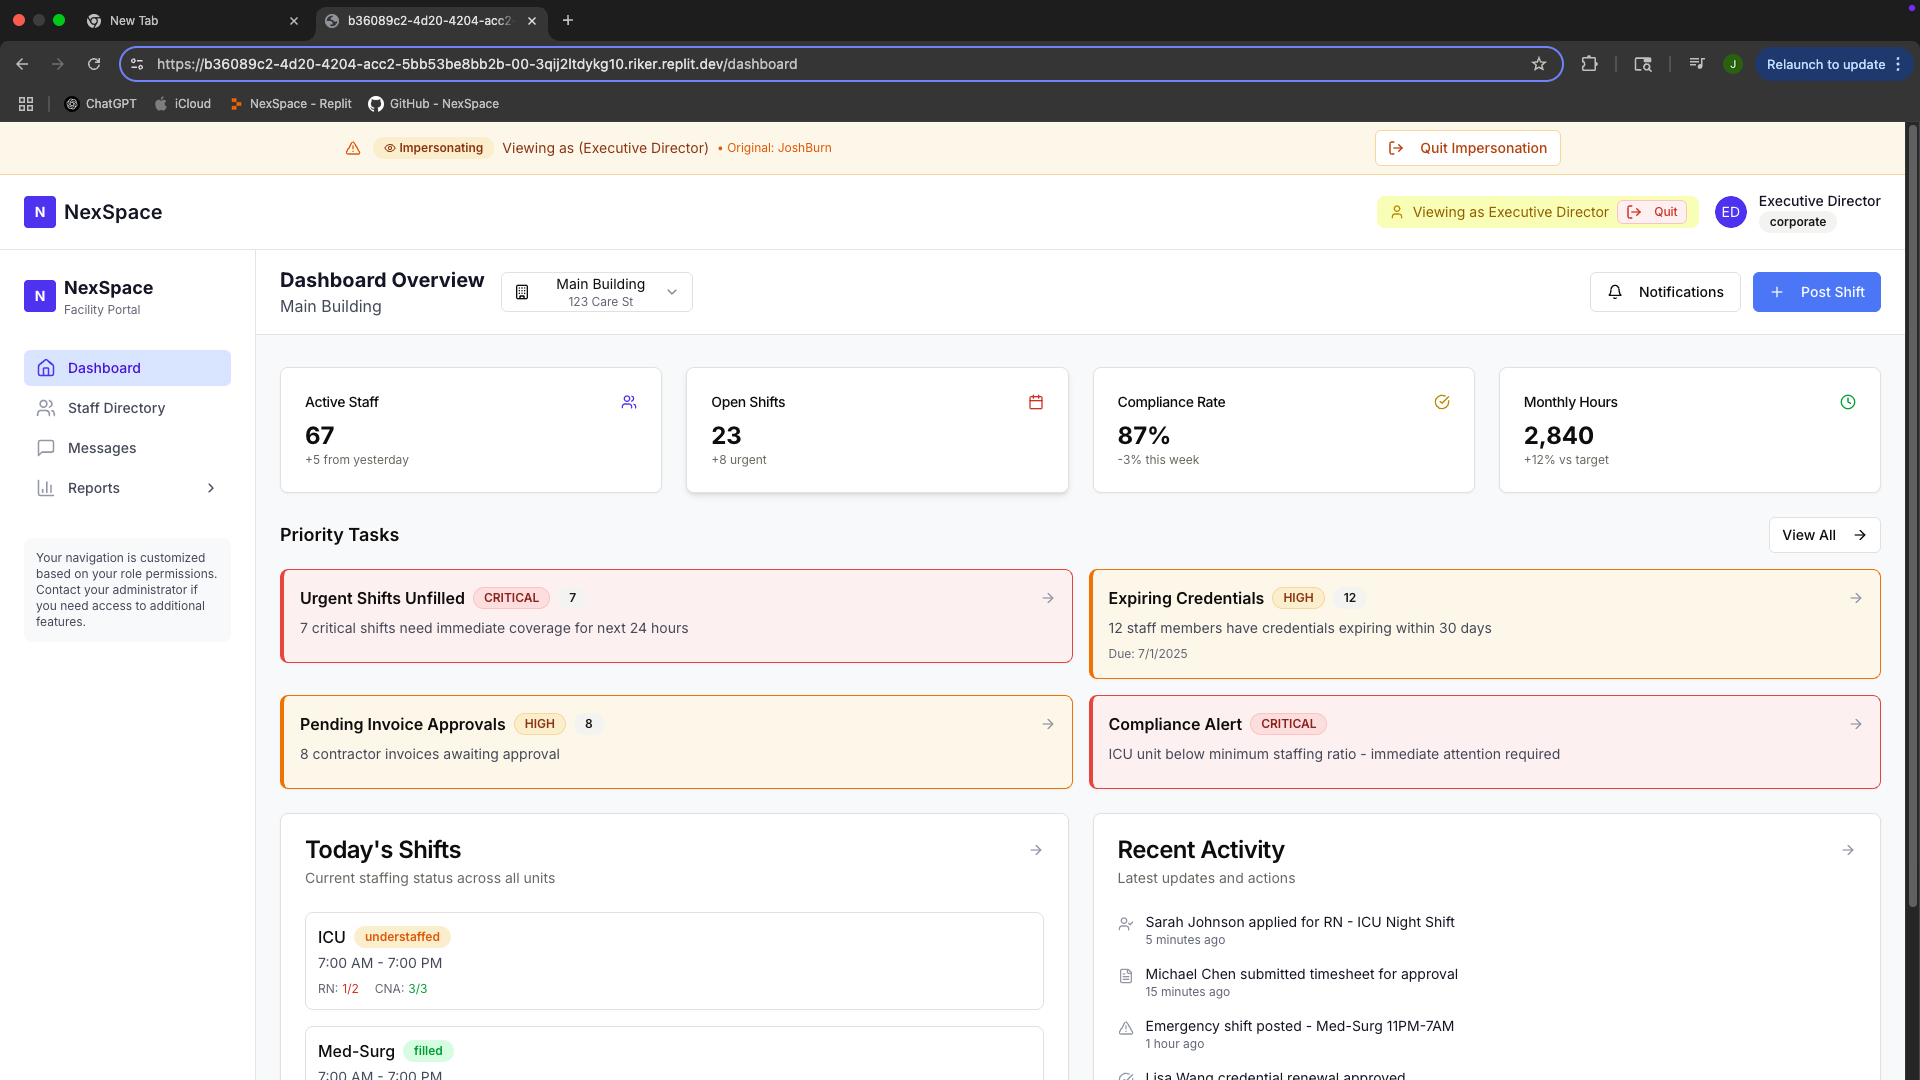 New Tab
b36089c2-4d20-4204-acc2-
https://b36089c2-4d20-4204-acc2-5bb53be8bb2b-00-3qij2ltdykg10.riker.replit.dev/dashboard
J
Relaunch to update
ChatGPT
iCloud
NexSpace - Replit
GitHub - NexSpace
Impersonating
Viewing as (Executive Director)
• Original: JoshBurn
Quit Impersonation
N
NexSpace
Viewing as Executive Director
Quit
ED
Executive Director
corporate
N
NexSpace
Facility Portal
Dashboard
Staff Directory
Messages
Reports
Your navigation is customized
based on your role permissions.
Contact your administrator if
you need access to additional
features.
Dashboard Overview
Main Building
Main Building
123 Care St
Notifications
Post Shift
Active Staff
67
+5 from yesterday
Open Shifts
23
+8 urgent
Compliance Rate
87%
-3% this week
Monthly Hours
2,840
+12% vs target
Priority Tasks
View All
Urgent Shifts Unfilled CRITICAL 7
7 critical shifts need immediate coverage for next 24 hours
Expiring Credentials HIGH 12
12 staff members have credentials expiring within 30 days
Due: 7/1/2025
Pending Invoice Approvals HIGH 8
8 contractor invoices awaiting approval
Compliance Alert CRITICAL
ICU unit below minimum staffing ratio - immediate attention required
Today's Shifts
Current staffing status across all units
ICU understaffed
7:00 AM - 7:00 PM
RN: 1/2 CNA: 3/3
Med-Surg filled
7:00 AM - 7:00 PM
Recent Activity
Latest updates and actions
Sarah Johnson applied for RN - ICU Night Shift
5 minutes ago
Michael Chen submitted timesheet for approval
15 minutes ago
Emergency shift posted - Med-Surg 11PM-7AM
1 hour ago
Lisa Wang credential renewal approved